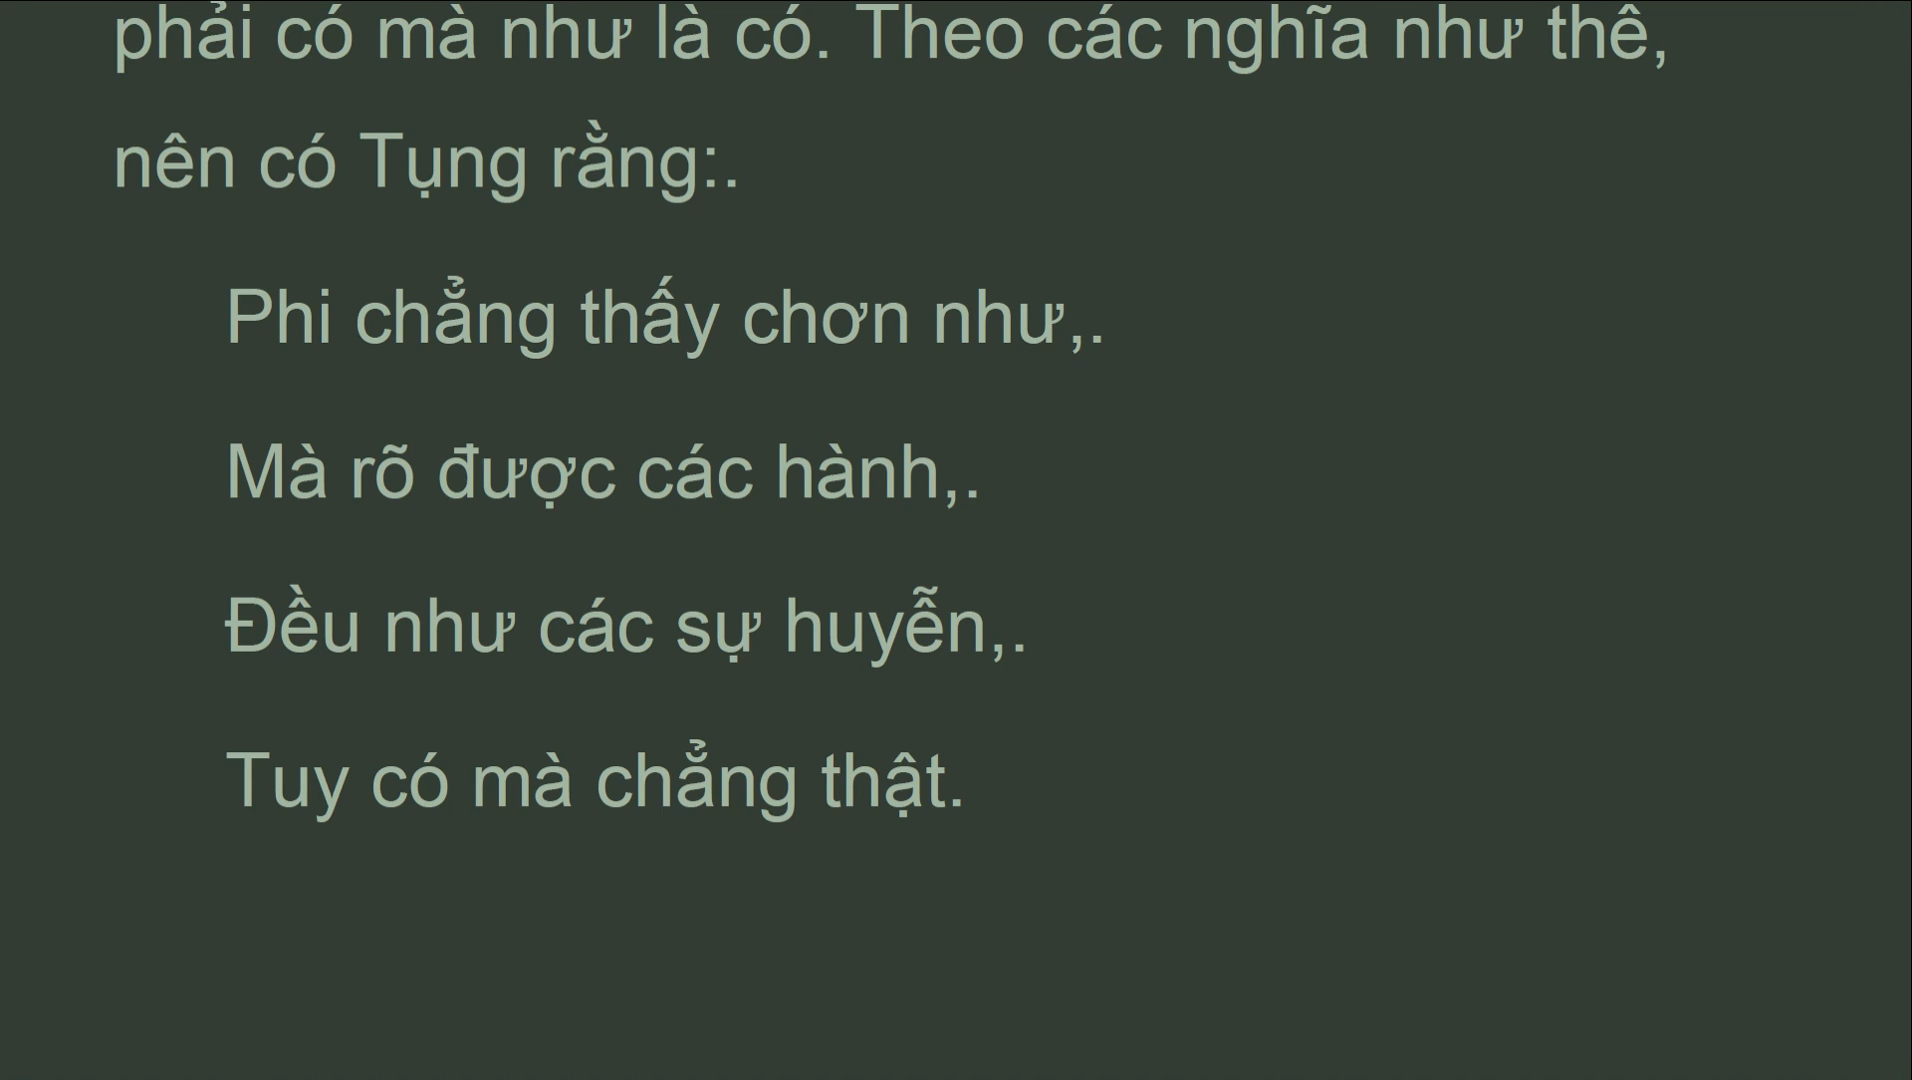 phải có mà như là có. Theo các nghĩa như thế,
nên có Tụng rằng:.
Phi chẳng thấy chơn như,.
Mà rõ được các hành,.
Đều như các sự huyễn,.
Tuy có mà chẳng thật.